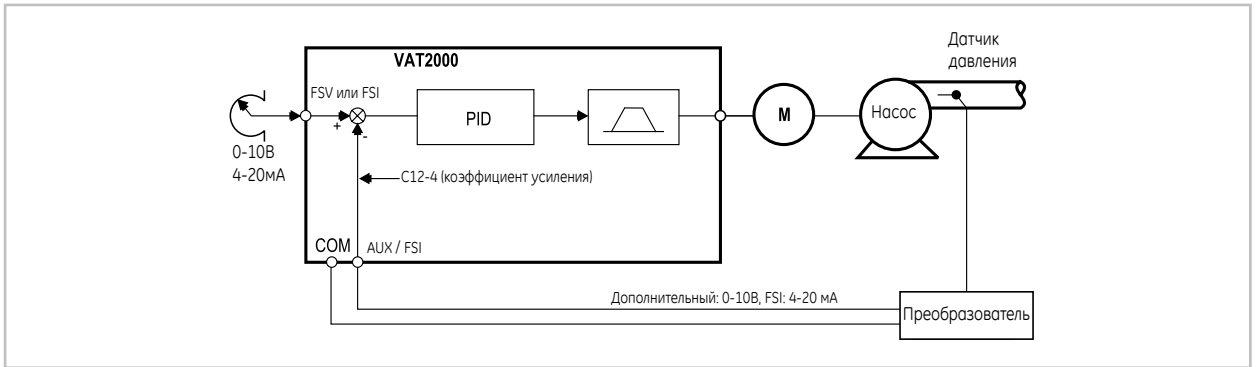 Датчик
давления
VAT2000
FSV или FSI
PID
M
Насос
+
-
0-10В
4-20мА
C12-4 (коэффициент усиления)
COM
AUX / FSI
Дополнительный: 0-10В, FSI: 4-20 мА
Преобразователь